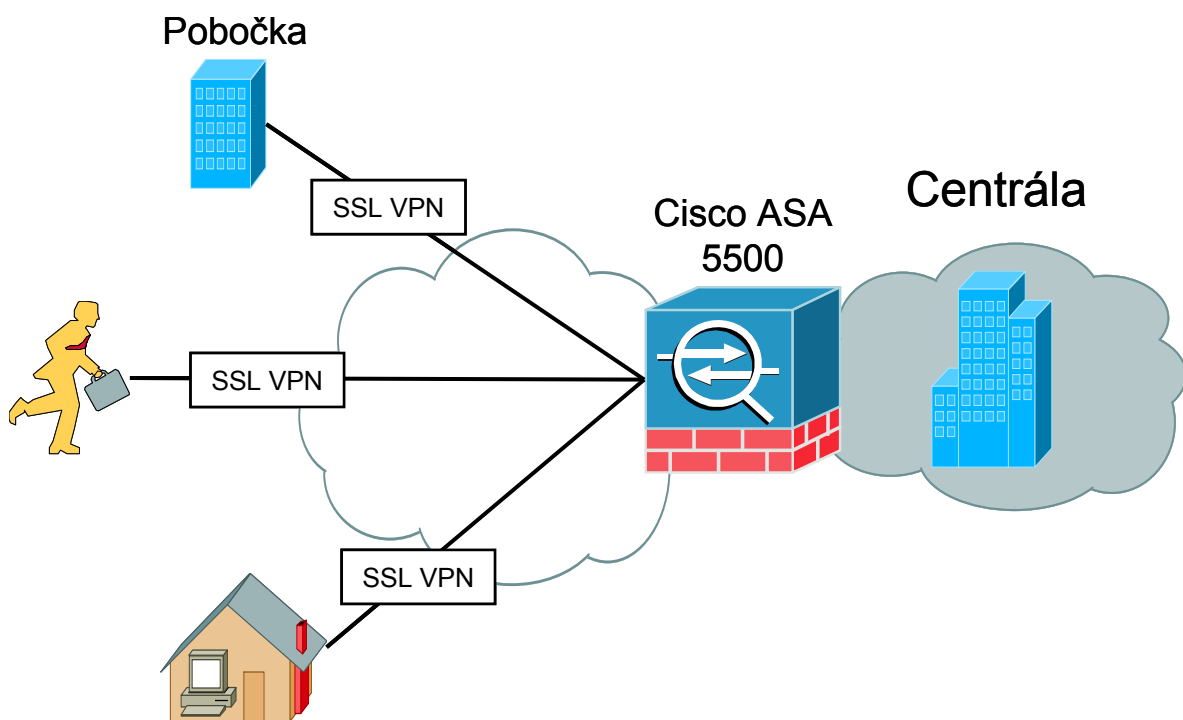 Pobočka
SSL VPN
Centrála
Cisco ASA
5500
SSL VPN
SSL VPN